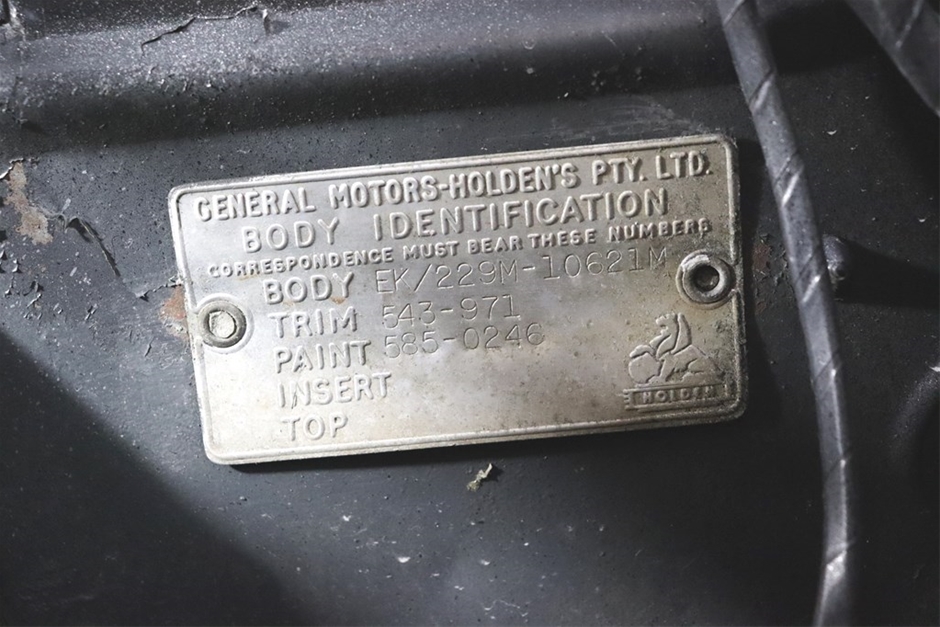 GENERAL MOTORS-HOLDEN'S PTY. LTD.
BODY IDENTIFICATION
CORRESPONDENCE MUST BEAR THESE NUMBERS
BODY EK/229M-10621M
TRIM 543-971
PAINT 585-0246
INSERT
TOP
HOLDEN